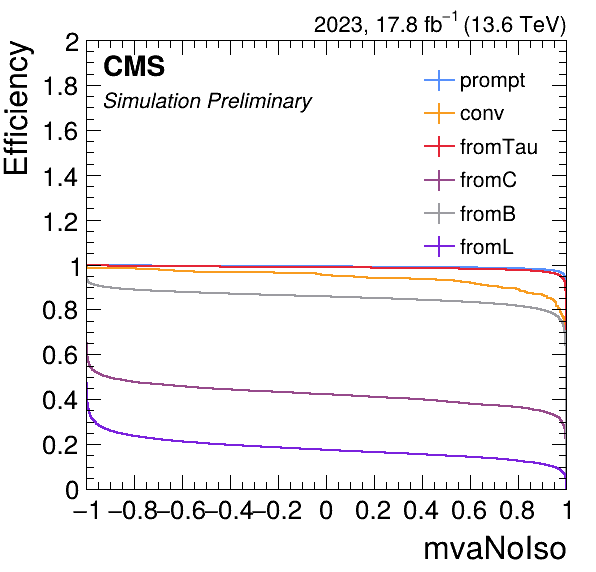 2023, 17.8 fb⁻¹ (13.6 TeV)
Efficiency
2
1.8
1.6
1.4
1.2
1
0.8
0.6
0.4
0.2
0
CMS
Simulation Preliminary
prompt
conv
fromTau
fromC
fromB
fromL
−1 −0.8 −0.6 −0.4 −0.2 0 0.2 0.4 0.6 0.8 1
mvaNoIso